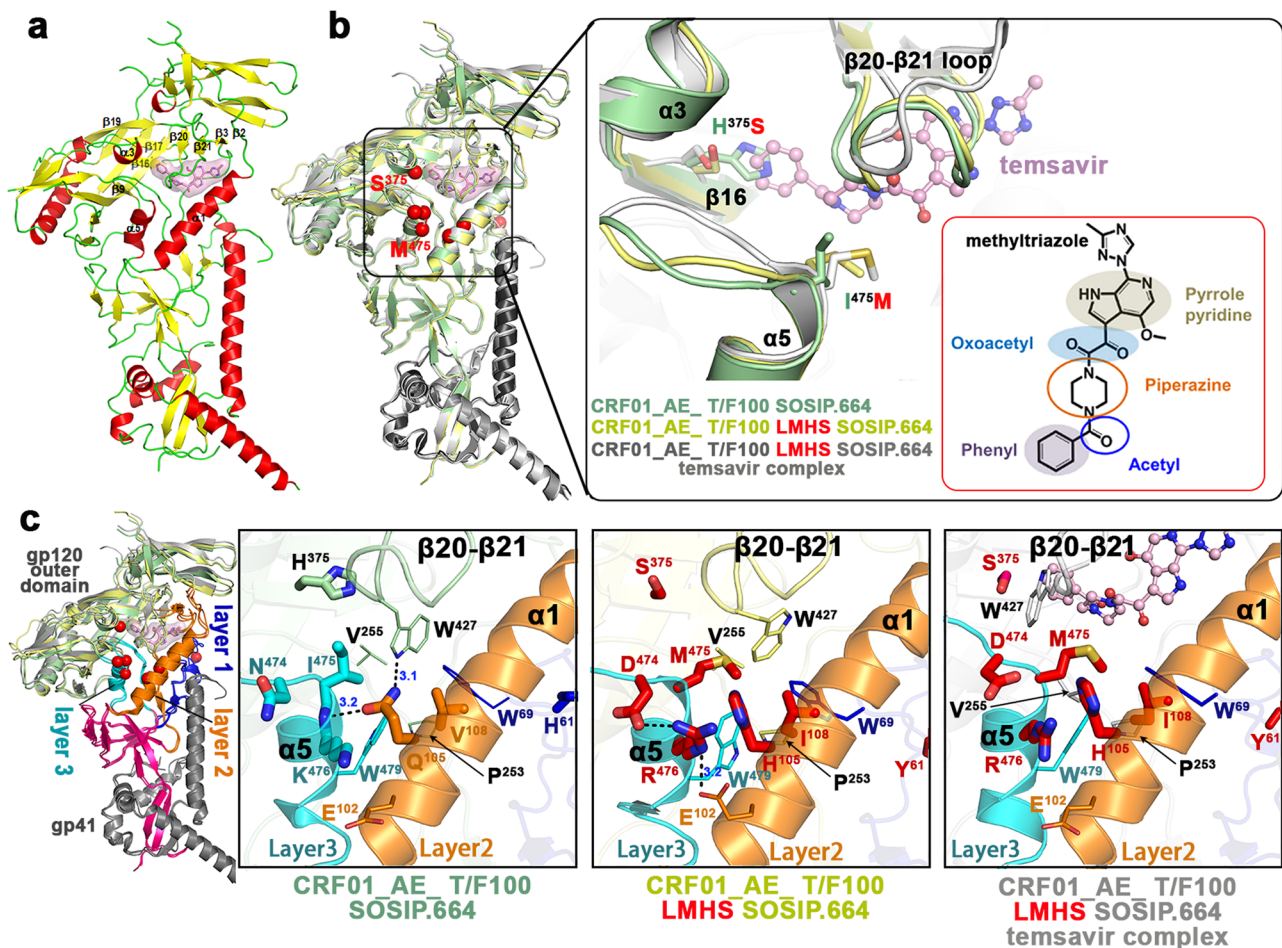 a
β19
β17
β20
β3
β2
α3
β21
β16
β9
α5
α1
b
S375
M475
β20-β21 loop
α3
H375S
temsavir
β16
I475M
α5
CRF01_AE_ T/F100 SOSIP.664
CRF01_AE_ T/F100 LMHS SOSIP.664
CRF01_AE_ T/F100 LMHS SOSIP.664
temsavir complex
methyltriazole
N
N
N
N
HN
Pyrrole
pyridine
O
Oxoacetyl
O
O
N
Piperazine
N
O
Phenyl
Acetyl
c
gp120
outer
domain
layer 1
layer 2
layer 3
gp41
β20-β21
H375
α1
W427
V255
N474
I475
3.1
3.2
W69
H61
α5
V108
K476
Q105
W479
P253
E102
Layer3
Layer2
CRF01_AE_ T/F100
SOSIP.664
β20-β21
S375
α1
W427
V255
D474
M475
W69
α5
I108
R476
3.2
H105
W479
P253
Y61
E102
Layer3
Layer2
CRF01_AE_ T/F100
LMHS SOSIP.664
β20-β21
S375
W427
α1
D474
M475
V255
W69
I108
α5
H105
Y61
R476
W479
P253
E102
Layer3
Layer2
CRF01_AE_ T/F100
LMHS SOSIP.664
temsavir complex